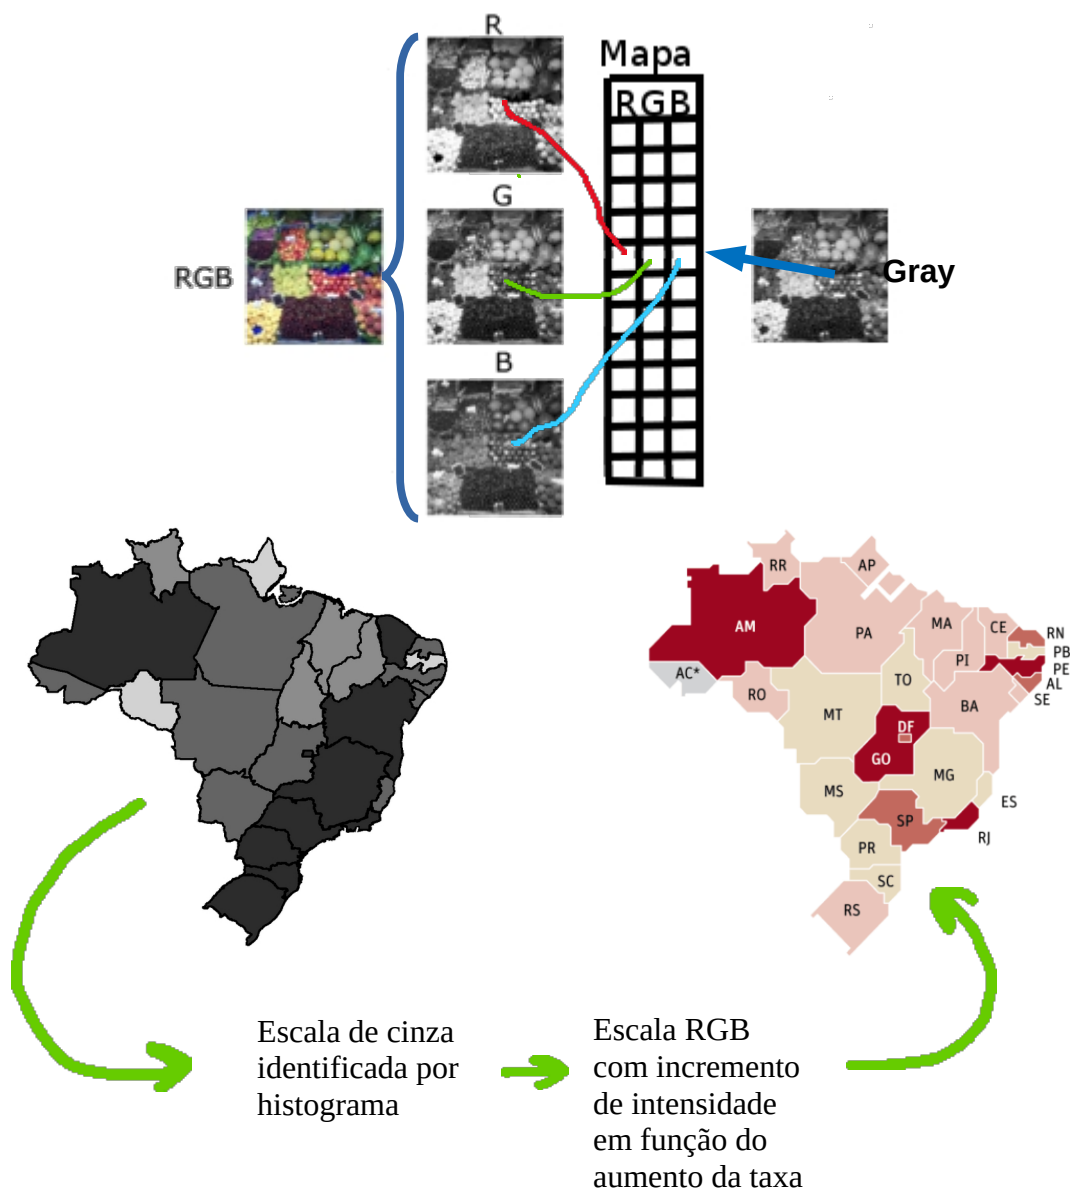 R
Mapa
RGB
G
RGB
Gray
B
RR
AP
AM
PA
MA
CE
RN
PB
PI
PE
AC*
TO
AL
RO
SE
BA
MT
DF
GO
MG
MS
ES
SP
RJ
PR
SC
RS
Escala de cinza
identificada por
histograma
Escala RGB
com incremento
de intensidade
em função do
aumento da taxa